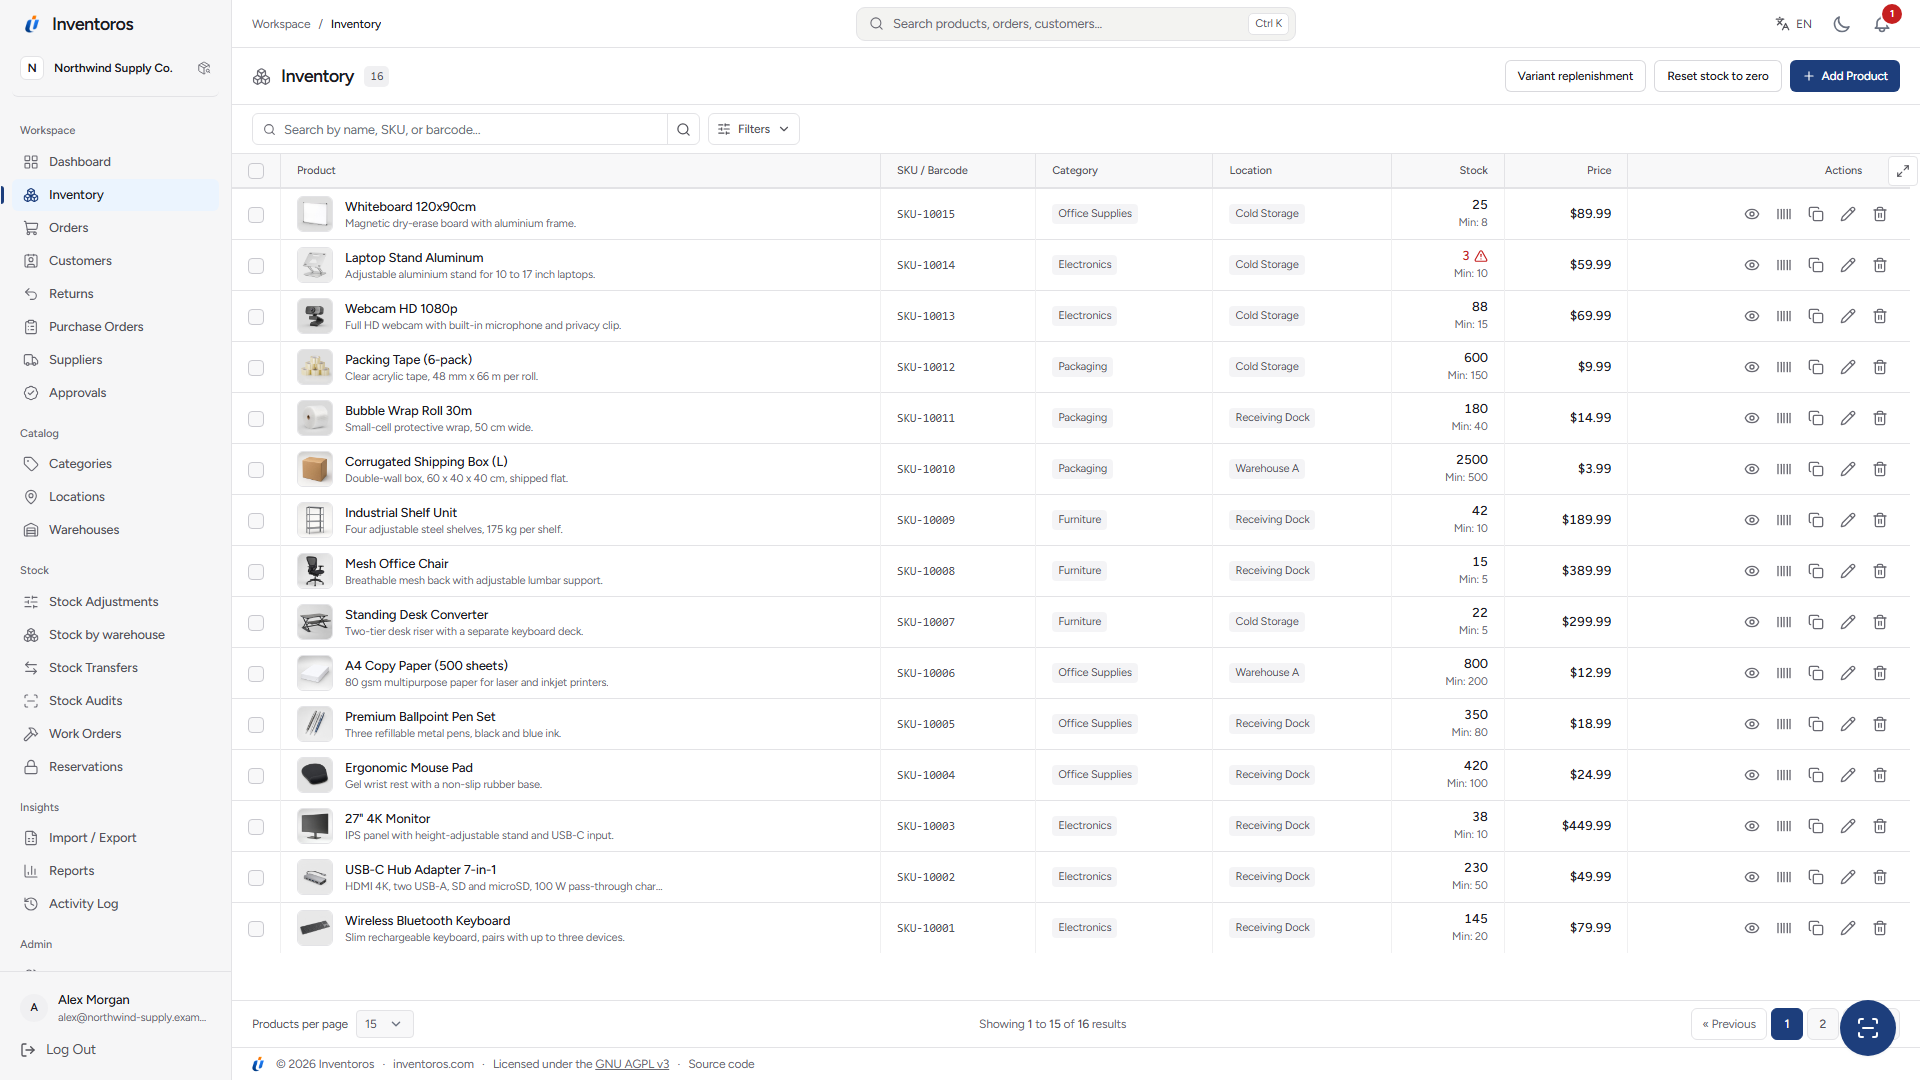 Inventoros
Workspace / Inventory
Search products, orders, customers...
Ctrl K
EN
1
N
Northwind Supply Co.
Inventory
16
Variant replenishment
Reset stock to zero
Add Product
Search by name, SKU, or barcode...
Filters
Workspace
Dashboard
Inventory
Orders
Customers
Returns
Purchase Orders
Suppliers
Approvals
Catalog
Categories
Locations
Warehouses
Stock
Stock Adjustments
Stock by warehouse
Stock Transfers
Stock Audits
Work Orders
Reservations
Insights
Import / Export
Reports
Activity Log
Admin
A
Alex Morgan
alex@northwind-supply.exam...
Log Out
Product SKU / Barcode Category Location Stock Price Actions
Whiteboard 120x90cm
Magnetic dry-erase board with aluminium frame.
SKU-10015 Office Supplies Cold Storage 25 $89.99
Min: 8
Laptop Stand Aluminum
Adjustable aluminium stand for 10 to 17 inch laptops.
SKU-10014 Electronics Cold Storage 3 $59.99
Min: 10
Webcam HD 1080p
Full HD webcam with built-in microphone and privacy clip.
SKU-10013 Electronics Cold Storage 88 $69.99
Min: 15
Packing Tape (6-pack)
Clear acrylic tape, 48 mm x 66 m per roll.
SKU-10012 Packaging Cold Storage 600 $9.99
Min: 150
Bubble Wrap Roll 30m
Small-cell protective wrap, 50 cm wide.
SKU-10011 Packaging Receiving Dock 180 $14.99
Min: 40
Corrugated Shipping Box (L)
Double-wall box, 60 x 40 x 40 cm, shipped flat.
SKU-10010 Packaging Warehouse A 2500 $3.99
Min: 500
Industrial Shelf Unit
Four adjustable steel shelves, 175 kg per shelf.
SKU-10009 Furniture Receiving Dock 42 $189.99
Min: 10
Mesh Office Chair
Breathable mesh back with adjustable lumbar support.
SKU-10008 Furniture Receiving Dock 15 $389.99
Min: 5
Standing Desk Converter
Two-tier desk riser with a separate keyboard deck.
SKU-10007 Furniture Cold Storage 22 $299.99
Min: 5
A4 Copy Paper (500 sheets)
80 gsm multipurpose paper for laser and inkjet printers.
SKU-10006 Office Supplies Warehouse A 800 $12.99
Min: 200
Premium Ballpoint Pen Set
Three refillable metal pens, black and blue ink.
SKU-10005 Office Supplies Receiving Dock 350 $18.99
Min: 80
Ergonomic Mouse Pad
Gel wrist rest with a non-slip rubber base.
SKU-10004 Office Supplies Receiving Dock 420 $24.99
Min: 100
27" 4K Monitor
IPS panel with height-adjustable stand and USB-C input.
SKU-10003 Electronics Receiving Dock 38 $449.99
Min: 10
USB-C Hub Adapter 7-in-1
HDMI 4K, two USB-A, SD and microSD, 100 W pass-through char...
SKU-10002 Electronics Receiving Dock 230 $49.99
Min: 50
Wireless Bluetooth Keyboard
Slim rechargeable keyboard, pairs with up to three devices.
SKU-10001 Electronics Receiving Dock 145 $79.99
Min: 20
Products per page 15
Showing 1 to 15 of 16 results
« Previous 1 2
© 2026 Inventoros · inventoros.com · Licensed under the GNU AGPL v3 · Source code